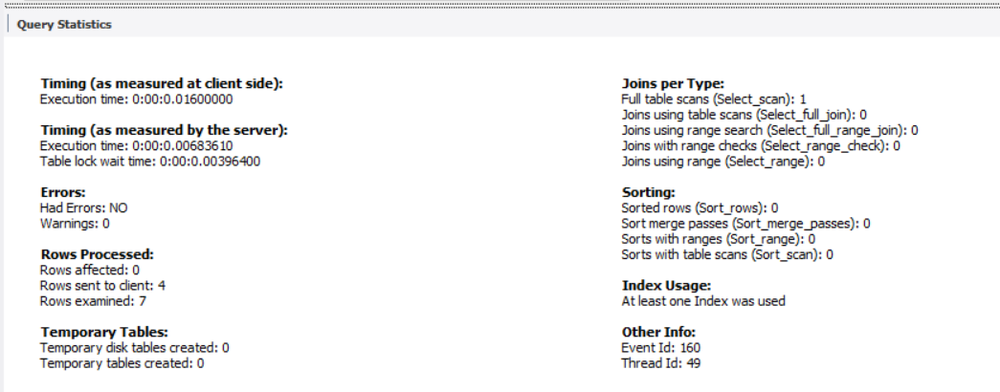 Query Statistics
Timing (as measured at client side):
Execution time: 0:00:0.01600000
Timing (as measured by the server):
Execution time: 0:00:0.00683610
Table lock wait time: 0:00:0.00396400
Errors:
Had Errors: NO
Warnings: 0
Rows Processed:
Rows affected: 0
Rows sent to client: 4
Rows examined: 7
Temporary Tables:
Temporary disk tables created: 0
Temporary tables created: 0
Joins per Type:
Full table scans (Select_scan): 1
Joins using table scans (Select_full_join): 0
Joins using range search (Select_full_range_join): 0
Joins with range checks (Select_range_check): 0
Joins using range (Select_range): 0
Sorting:
Sorted rows (Sort_rows): 0
Sort merge passes (Sort_merge_passes): 0
Sorts with ranges (Sort_range): 0
Sorts with table scans (Sort_scan): 0
Index Usage:
At least one Index was used
Other Info:
Event Id: 160
Thread Id: 49